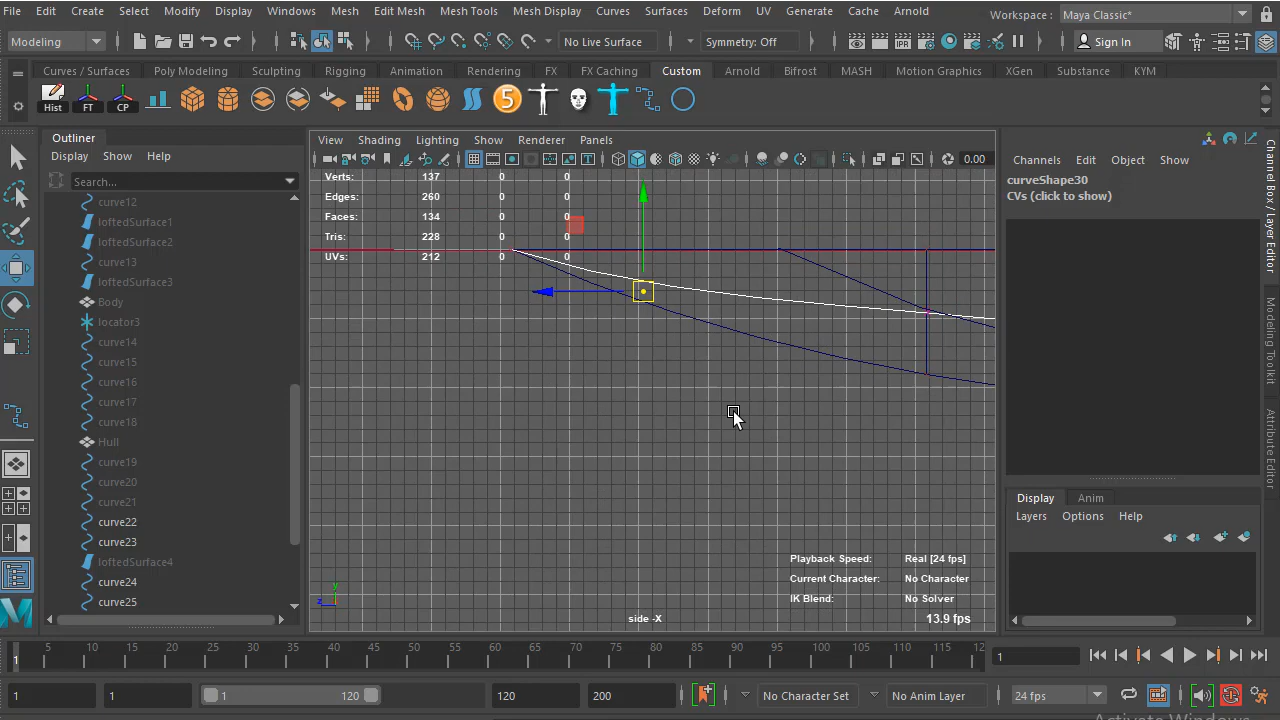 File Edit Create Select Modify Display Windows Mesh Edit Mesh Mesh Tools Mesh Display Curves Surfaces Deform UV Generate Cache Arnold Workspace : Maya Classic*
Modeling No Live Surface Symmetry: Off Sign In
Curves / Surfaces Poly Modeling Sculpting Rigging Animation Rendering FX FX Caching Custom Arnold Bifrost MASH Motion Graphics XGen Substance KYM
Hist FT CP 5
Outliner
Display Show Help
Search...
curve12
loftedSurface1
loftedSurface2
curve13
loftedSurface3
Body
locator3
curve14
curve15
curve16
curve17
curve18
Hull
curve19
curve20
curve21
curve22
curve23
loftedSurface4
curve24
curve25
View Shading Lighting Show Renderer Panels
0.00
Verts: 137 0 0
Edges: 260 0 0
Faces: 134 0 0
Tris: 228 0 0
UVs: 212 0 0
Playback Speed: Real [24 fps]
Current Character: No Character
IK Blend: No Solver
13.9 fps
side -X
y
z
Channels Edit Object Show
curveShape30
CVs (click to show)
Display Anim
Layers Options Help
Channel Box / Layer Editor
Modeling Toolkit
Attribute Editor
1 5 10 15 20 25 30 35 40 45 50 55 60 65 70 75 80 85 90 95 100 105 110 115 12
1
1 1 1 120 120 200 No Character Set No Anim Layer 24 fps